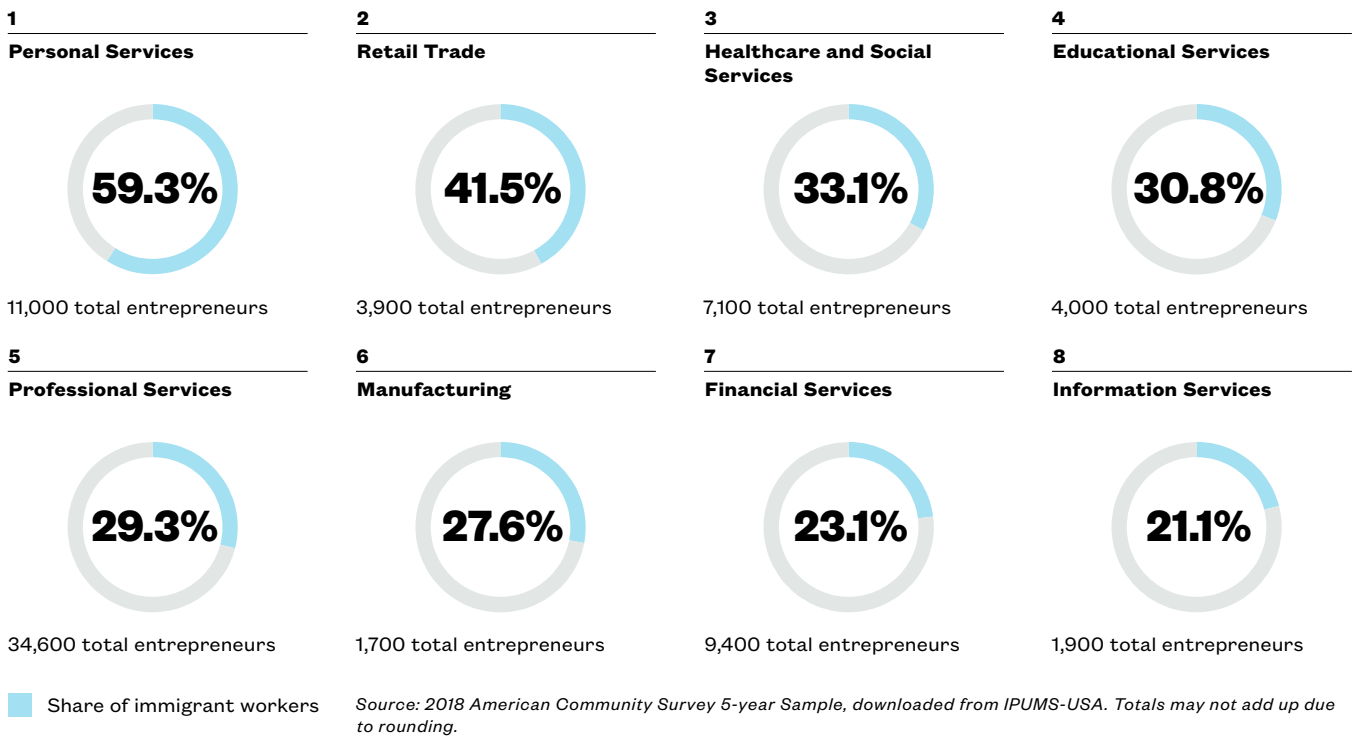 1
Personal Services
59.3%
11,000 total entrepreneurs
2
Retail Trade
41.5%
3,900 total entrepreneurs
3
Healthcare and Social
Services
33.1%
7,100 total entrepreneurs
4
Educational Services
30.8%
4,000 total entrepreneurs
5
Professional Services
29.3%
34,600 total entrepreneurs
6
Manufacturing
27.6%
1,700 total entrepreneurs
7
Financial Services
23.1%
9,400 total entrepreneurs
8
Information Services
21.1%
1,900 total entrepreneurs
Share of immigrant workers
Source: 2018 American Community Survey 5-year Sample, downloaded from IPUMS-USA. Totals may not add up due
to rounding.